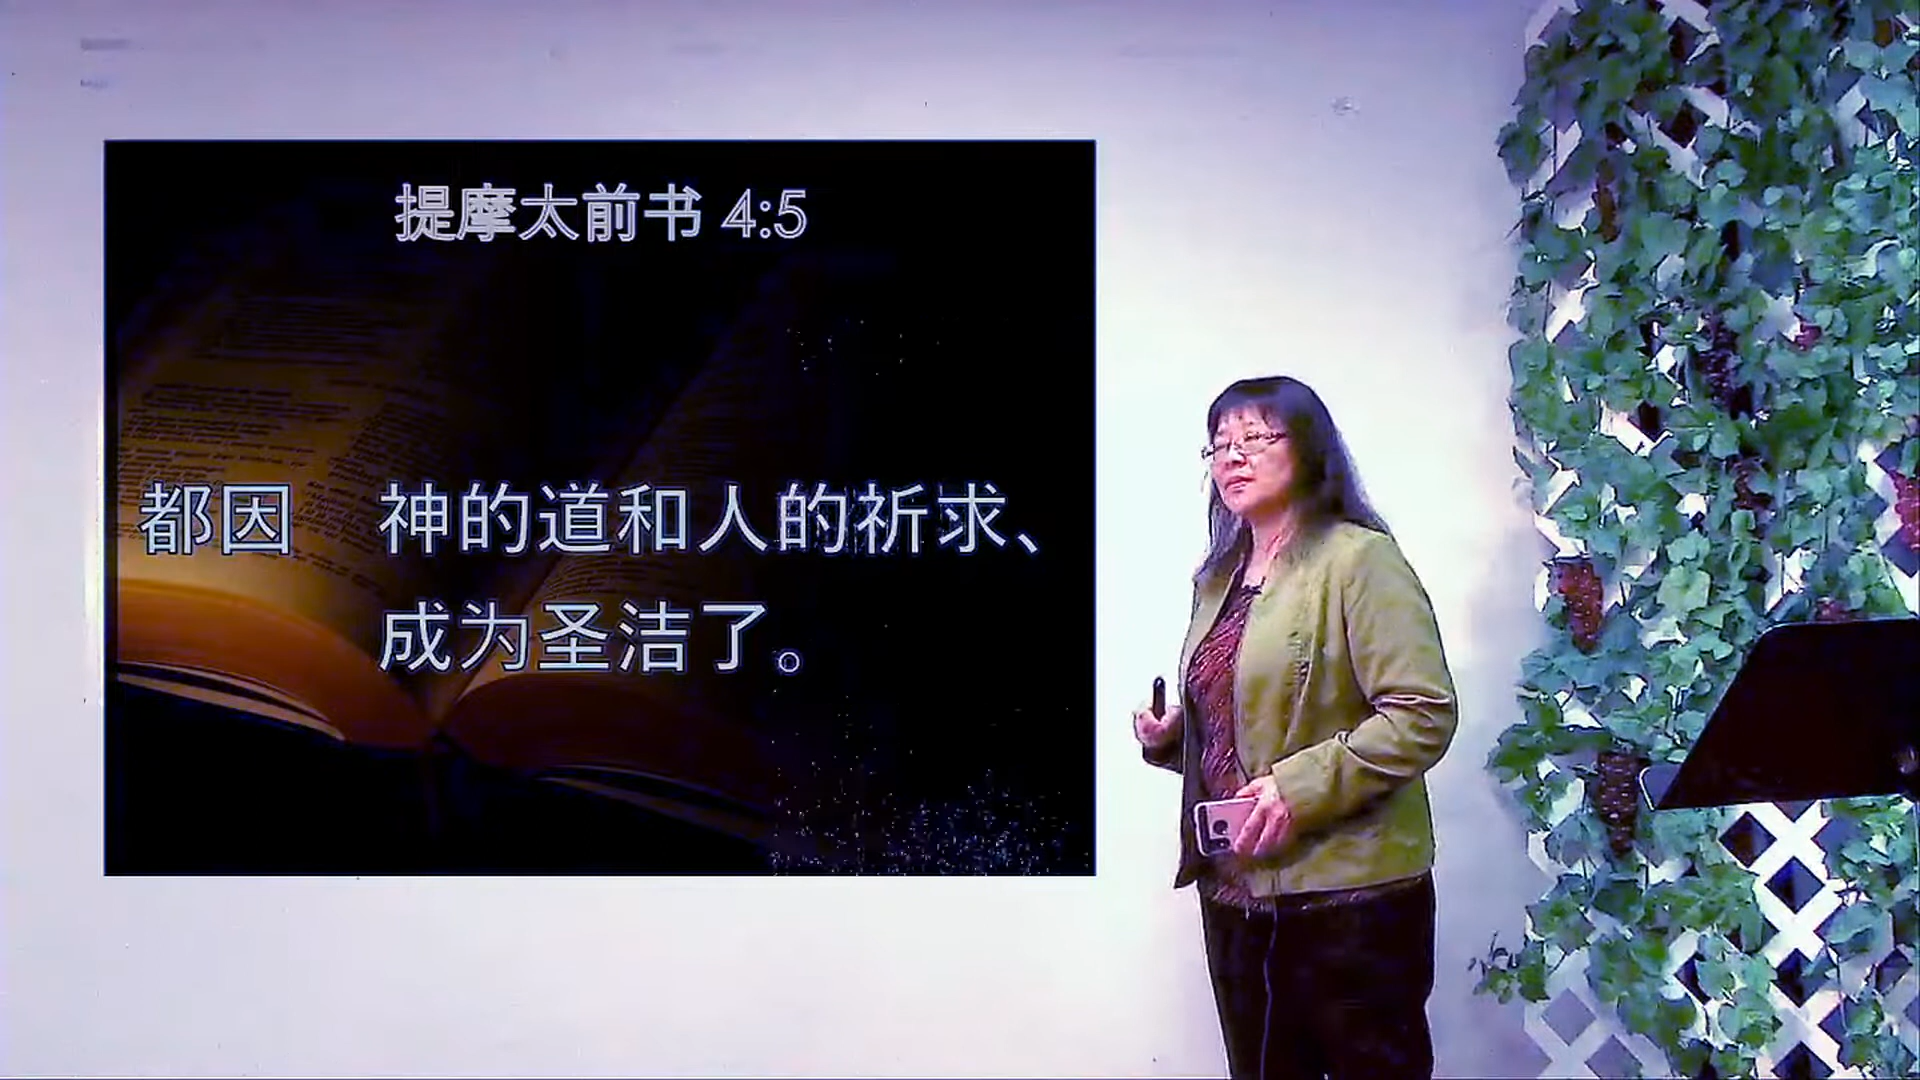 提摩太前书 4:5
都因　神的道和人的祈求、
成为圣洁了。